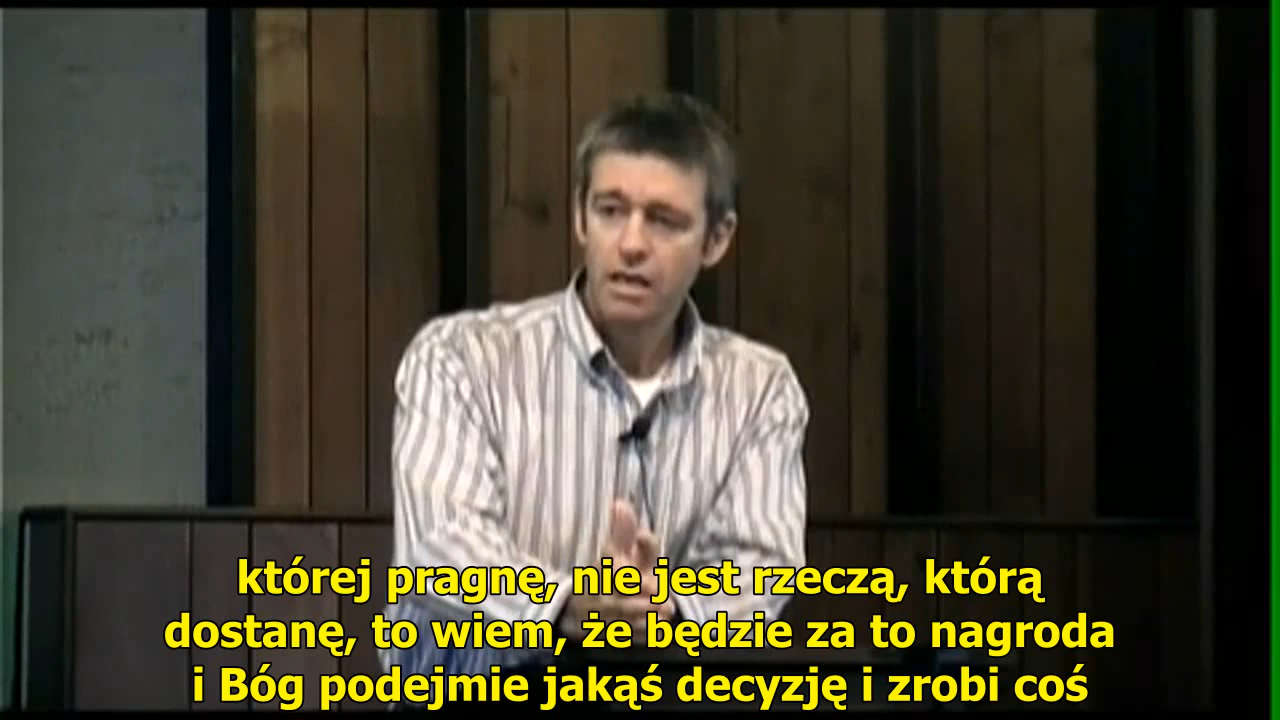 której pragnę, nie jest rzeczą, którą
dostanę, to wiem, że będzie za to nagroda
i Bóg podejmie jakąś decyzję i zrobi coś